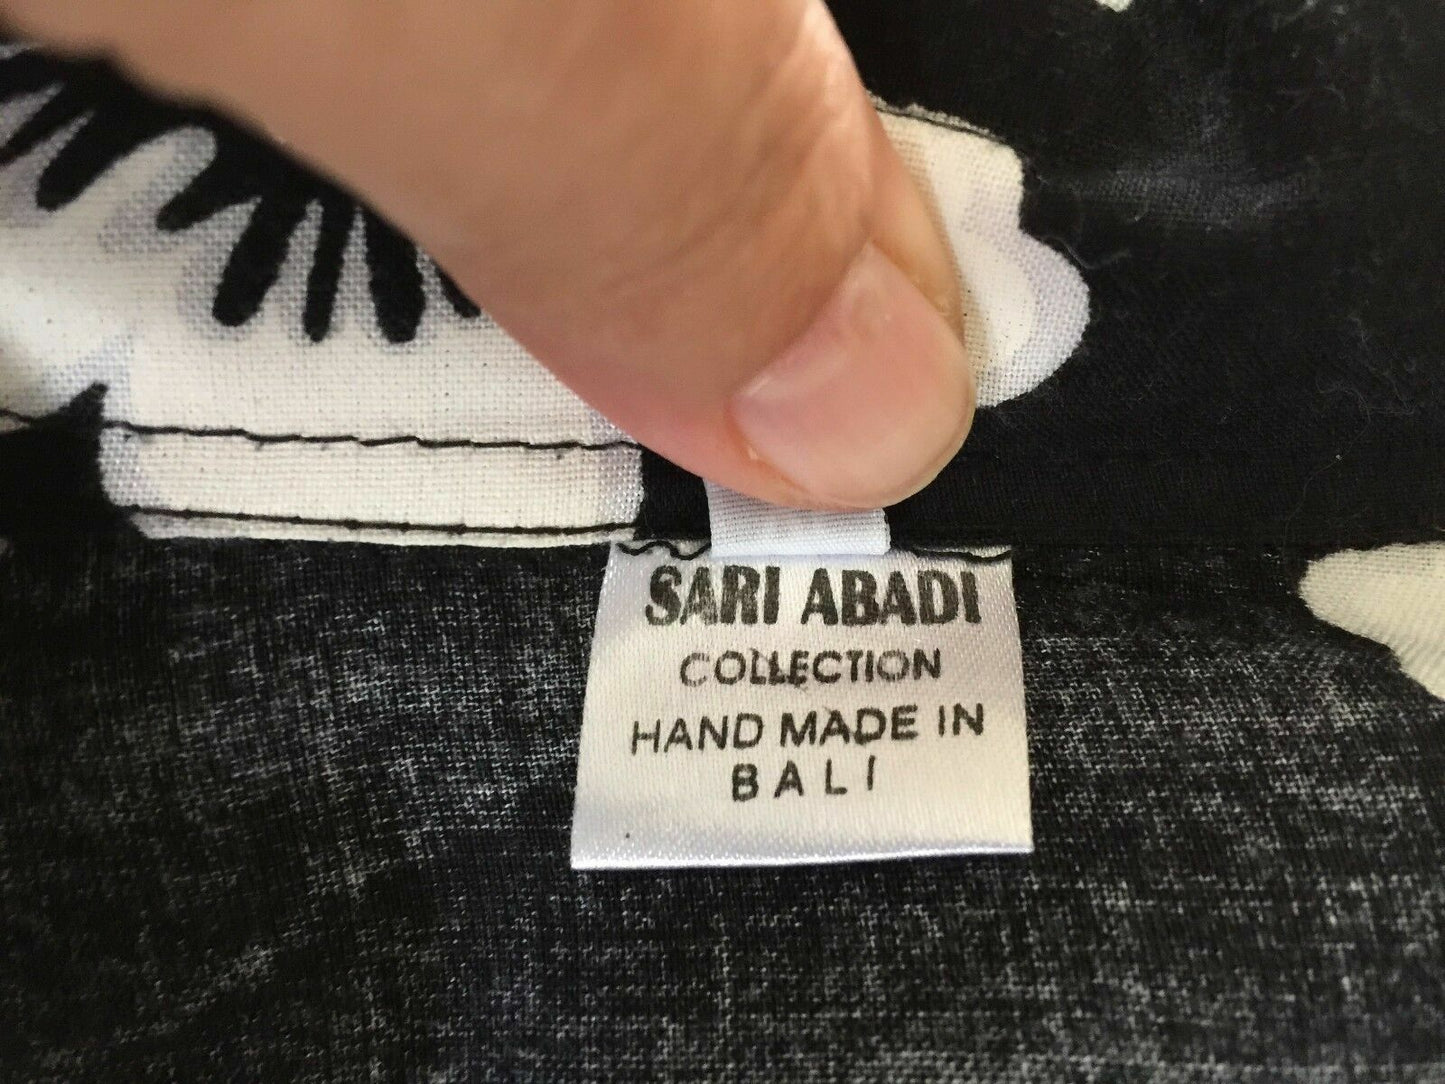 SARI ABADI
COLLECTION
HAND MADE IN
BALI